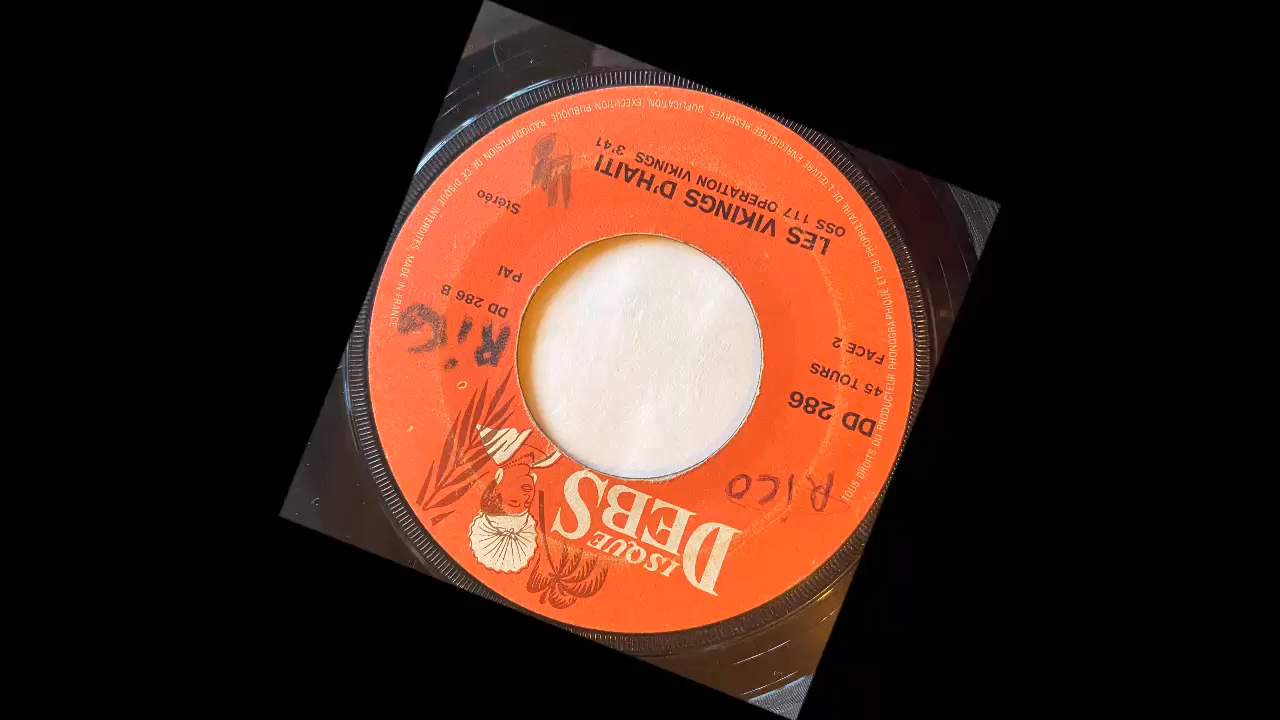 DISQUE
DEBS
RICO
DD 286
45 TOURS
FACE 2
RiC
DD 286 B
PAI
Stéréo
LES VIKINGS D'HAITI
OSS 117 OPERATION VIKINGS 3'41
TOUS DROITS DU PRODUCTEUR PHONOGRAPHIQUE ET DU PROPRIETAIRE DE L'ŒUVRE ENREGISTREE RESERVES. DUPLICATION, EXECUTION PUBLIQUE, RADIODIFFUSION DE CE DISQUE INTERDITES. MADE IN FRANCE